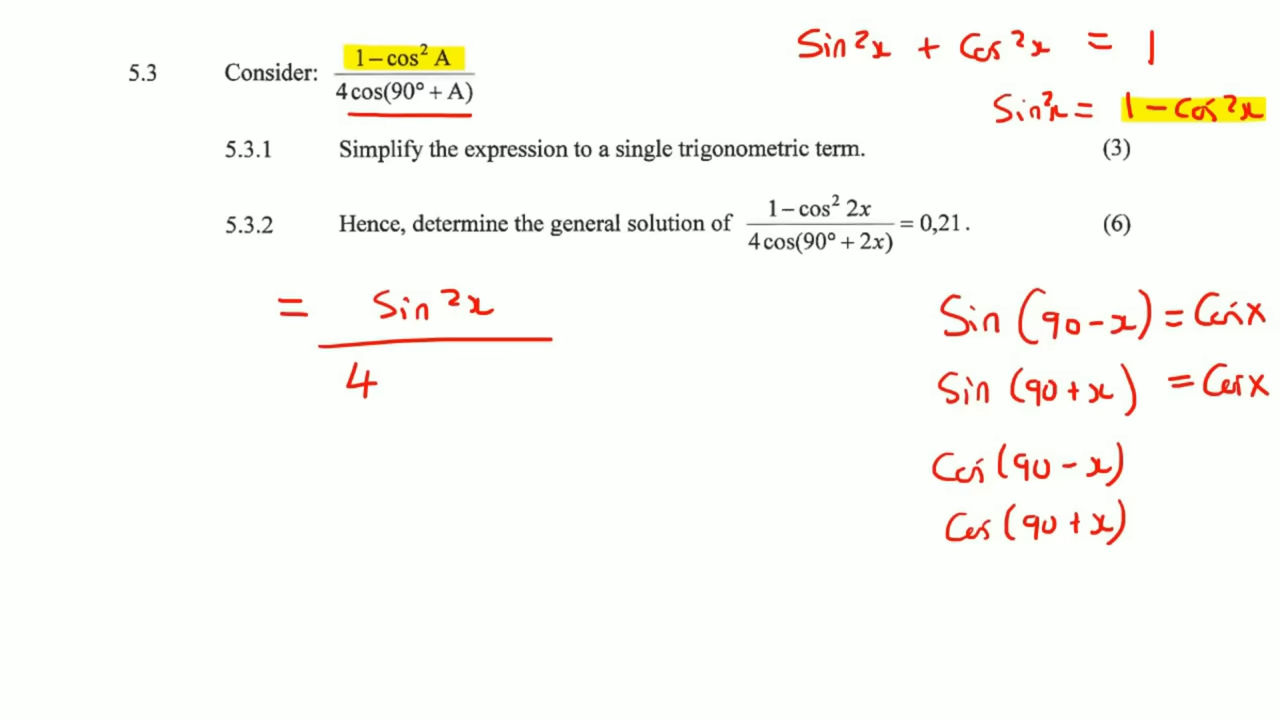 5.3 Consider: 1 – cos² A / 4 cos(90° + A)
sin²x + cos²x = 1
sin²x = 1 – cos²x
5.3.1 Simplify the expression to a single trigonometric term. (3)
5.3.2 Hence, determine the general solution of 1 – cos² 2x / 4 cos(90° + 2x) = 0,21. (6)
= sin²x / 4
Sin (90 – x) = Cos x
Sin (90 + x) = Cos x
Cos (90 – x)
Cos (90 + x)